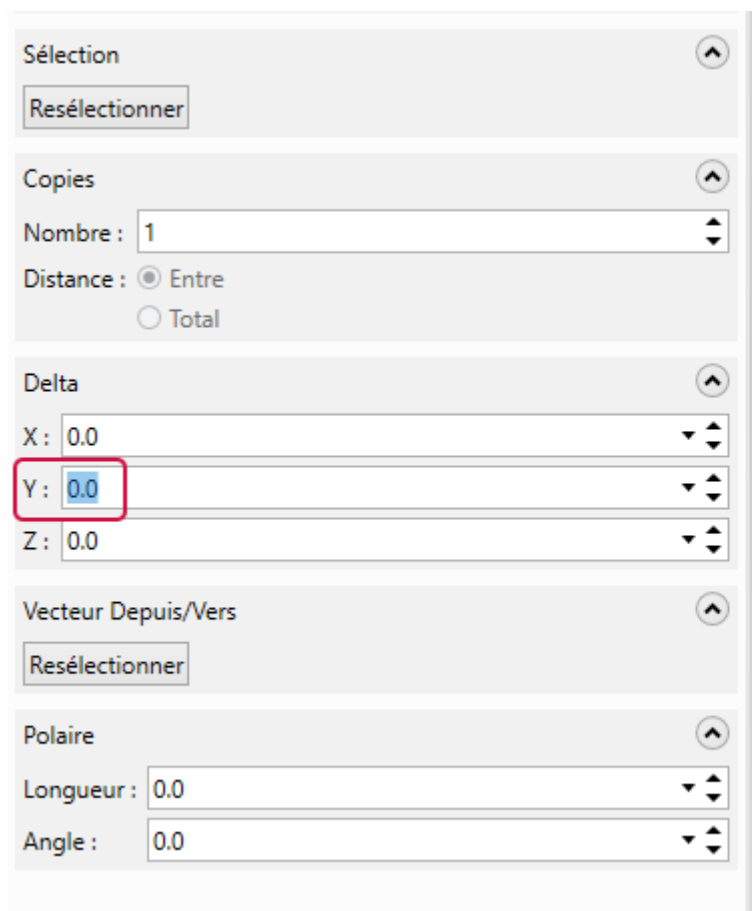 Sélection
Resélectionner
Copies
Nombre : 1
Distance : Entre
Total
Delta
X : 0.0
Y : 0.0
Z : 0.0
Vecteur Depuis/Vers
Resélectionner
Polaire
Longueur : 0.0
Angle : 0.0